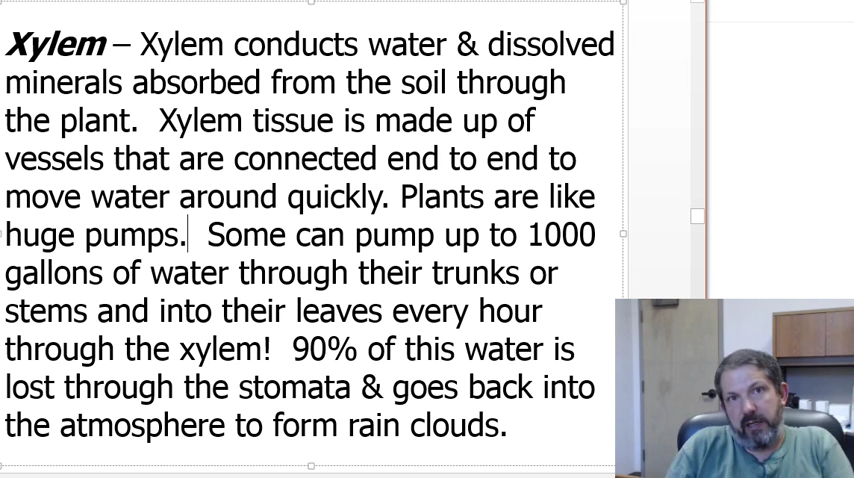 Xylem – Xylem conducts water & dissolved
minerals absorbed from the soil through
the plant.  Xylem tissue is made up of
vessels that are connected end to end to
move water around quickly. Plants are like
huge pumps.  Some can pump up to 1000
gallons of water through their trunks or
stems and into their leaves every hour
through the xylem!  90% of this water is
lost through the stomata & goes back into
the atmosphere to form rain clouds.